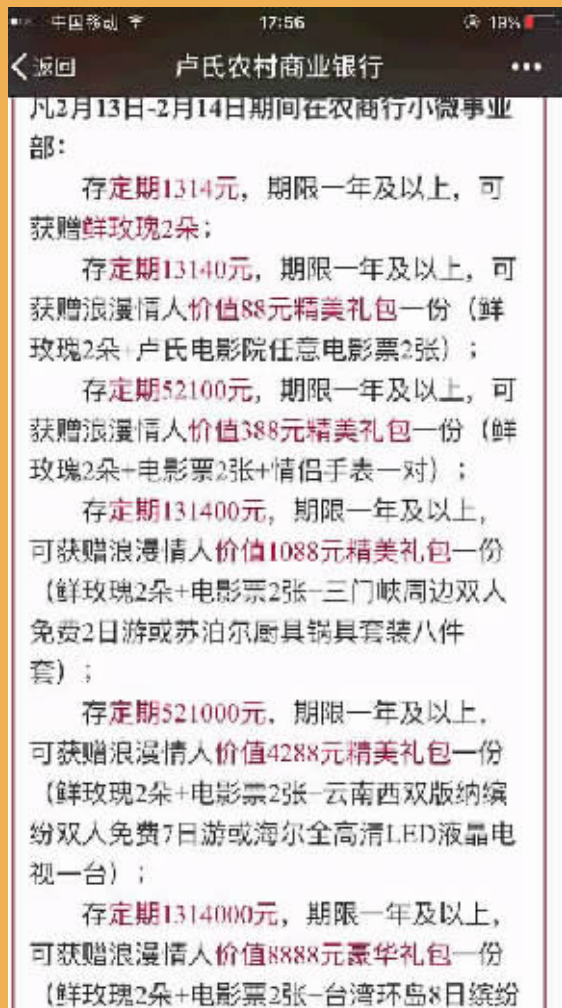 中国移动 17:56 19%
返回 卢氏农村商业银行 •••
凡2月13日-2月14日期间在农商行小微事业
部：
存定期1314元，期限一年及以上，可
获赠鲜玫瑰2朵；
存定期13140元，期限一年及以上，可
获赠浪漫情人价值88元精美礼包一份（鲜
玫瑰2朵+卢氏电影院任意电影票2张）；
存定期52100元，期限一年及以上，可
获赠浪漫情人价值388元精美礼包一份（鲜
玫瑰2朵+电影票2张+情侣手表一对）；
存定期131400元，期限一年及以上，
可获赠浪漫情人价值1088元精美礼包一份
（鲜玫瑰2朵+电影票2张+三门峡周边双人
免费2日游或苏泊尔厨具锅具套装八件
套）；
存定期521000元，期限一年及以上，
可获赠浪漫情人价值4288元精美礼包一份
（鲜玫瑰2朵+电影票2张+云南西双版纳缤
纷双人免费7日游或海尔全高清LED液晶电
视一台）；
存定期1314000元，期限一年及以上，
可获赠浪漫情人价值8888元豪华礼包一份
（鲜玫瑰2朵+电影票2张+台湾环岛8日缤纷